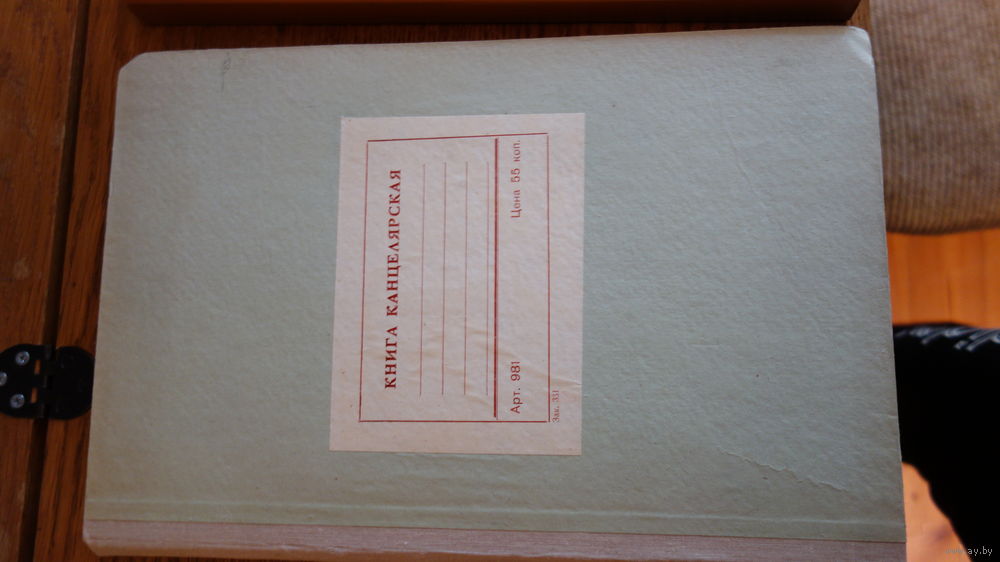 КНИГА КАНЦЕЛЯРСКАЯ
Арт. 981 Цена 55 коп.
Зак. 331